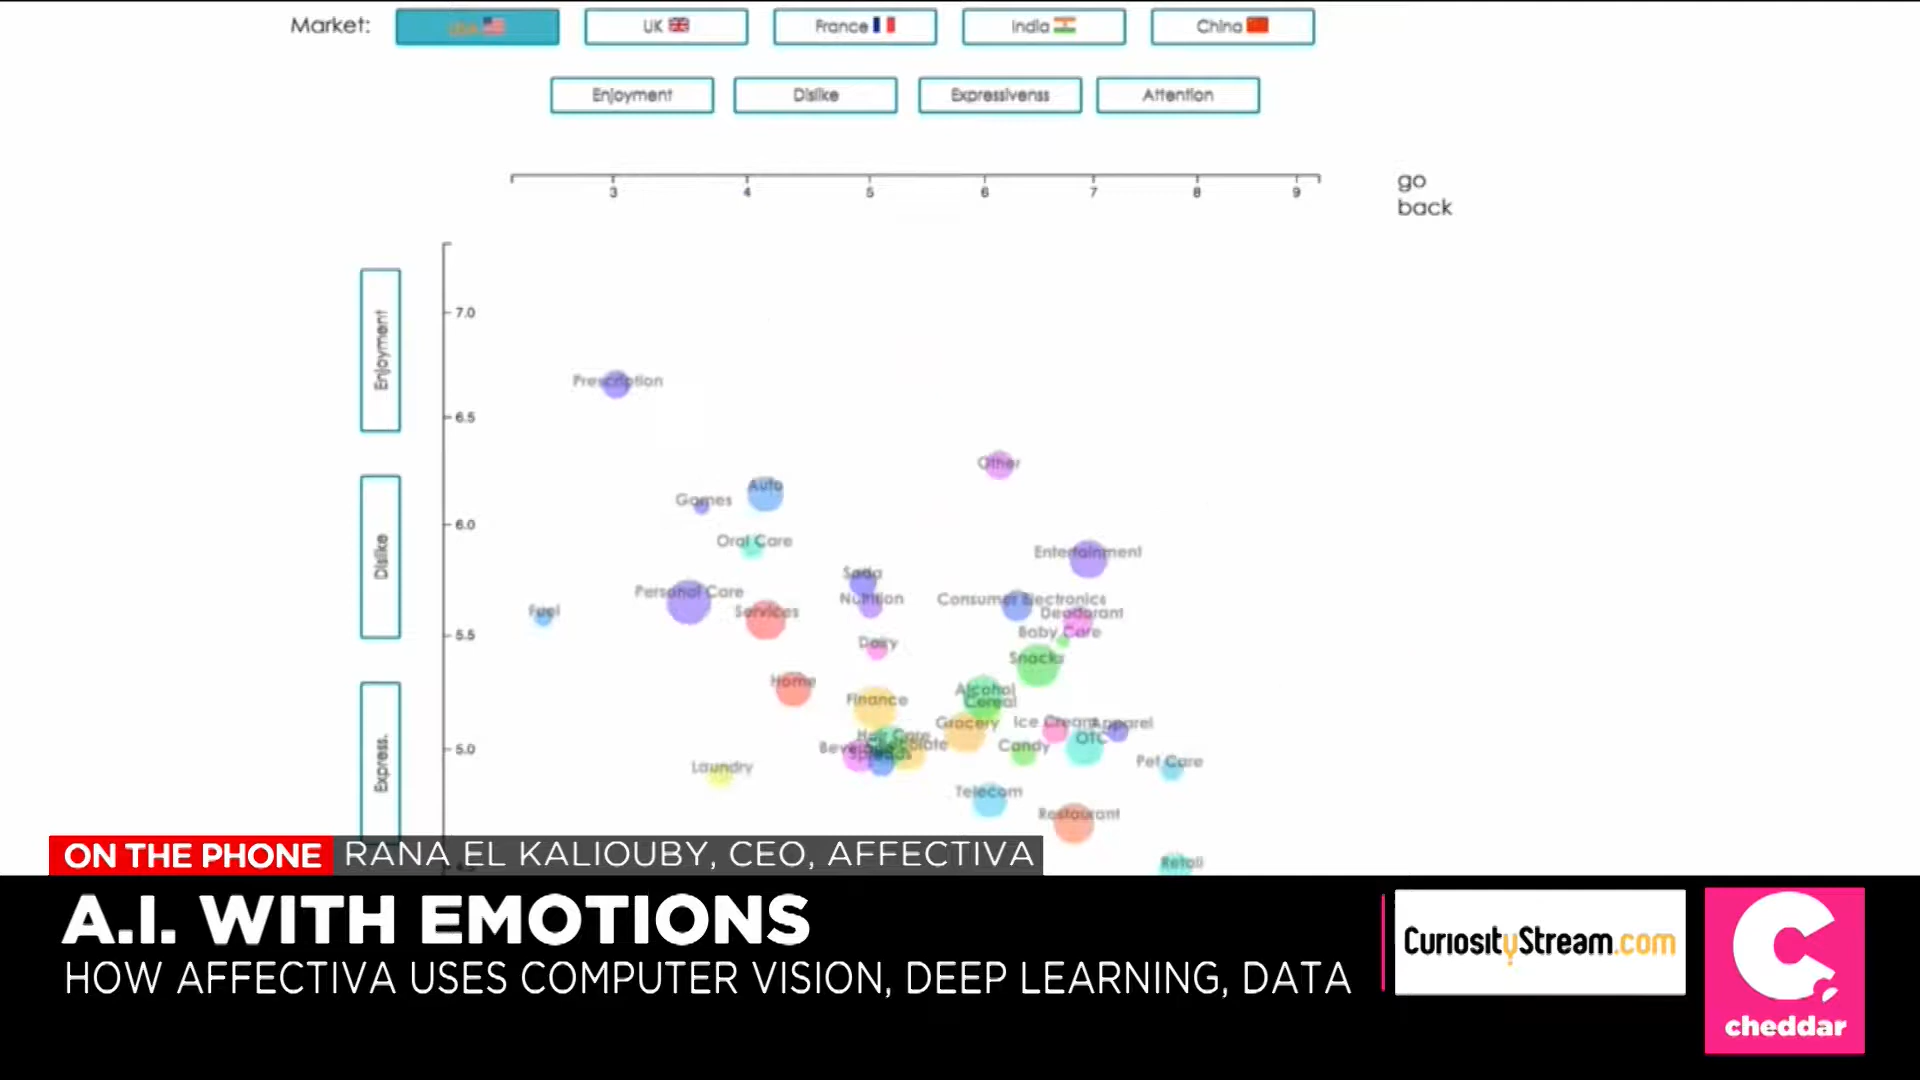 Market:
USA
UK
France
India
China
Enjoyment
Dislike
Expressivenss
Attention
3 4 5 6 7 8 9
go
back
Enjoyment
Dislike
Express.
7.0
6.5
6.0
5.5
5.0
Prescription
Other
Auto
Games
Oral Care
Entertainment
Soda
Personal Care
Nutrition
Consumer Electronics
Fuel
Services
Deodorant
Baby Care
Dairy
Snacks
Home
Alcohol
Finance
Cereal
Grocery
Ice Cream
Apparel
Hair Care
OTC
Candy
Spreads
Pet Care
Laundry
Telecom
Restaurant
Retail
ON THE PHONE
RANA EL KALIOUBY, CEO, AFFECTIVA
A.I. WITH EMOTIONS
HOW AFFECTIVA USES COMPUTER VISION, DEEP LEARNING, DATA
CuriosityStream.com
cheddar